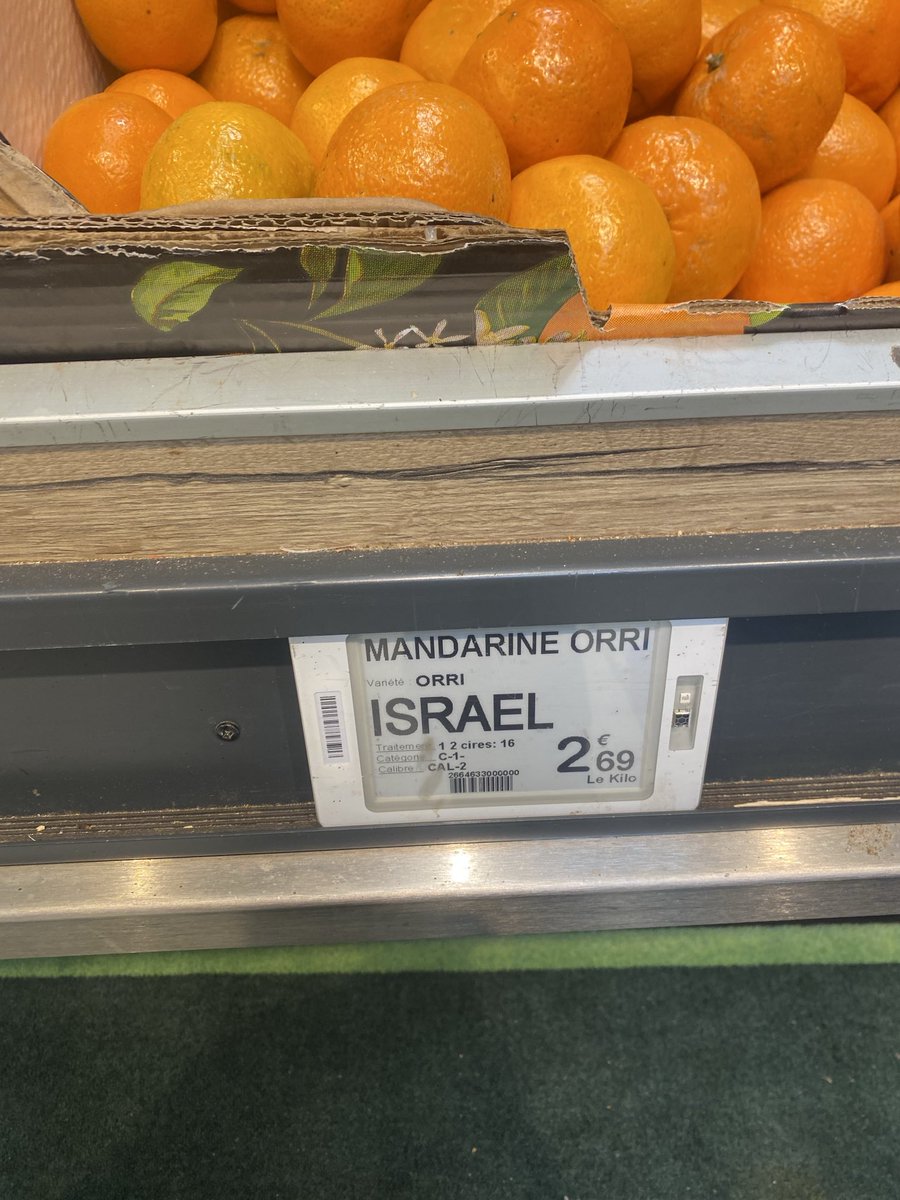 MANDARINE ORRI
Variété : ORRI
ISRAEL
Traitement 1 2 cires: 16
Catégorie C-1-
Calibre CAL-2
2664633000000
2 € 69
Le Kilo